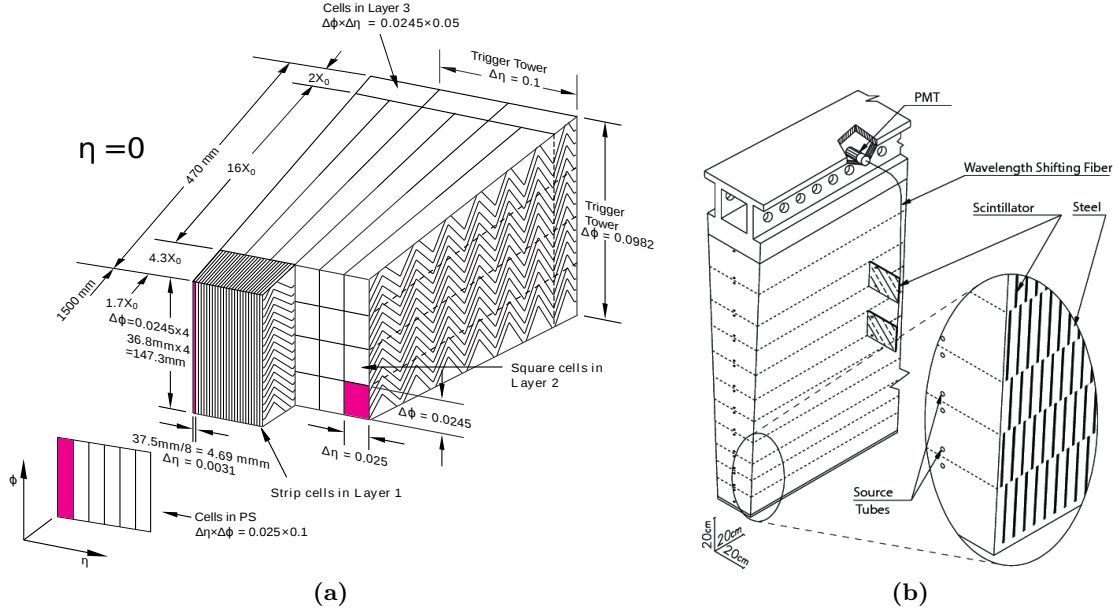 Cells in Layer 3
Δϕ×Δη = 0.0245×0.05
Trigger Tower
Δη = 0.1
2X₀
η =0
470 mm
16X₀
Trigger
Tower
Δϕ = 0.0982
4.3X₀
1500 mm
1.7X₀
Δϕ=0.0245x4
36.8mmx4
=147.3mm
Square cells in
Layer 2
Δϕ = 0.0245
37.5mm/8 = 4.69 mmm
Δη = 0.0031
Δη = 0.025
Strip cells in Layer 1
ϕ
Cells in PS
Δη×Δϕ = 0.025×0.1
η
(a)
PMT
Wavelength Shifting Fiber
Scintillator
Steel
Source
Tubes
20cm
20cm
20cm
(b)